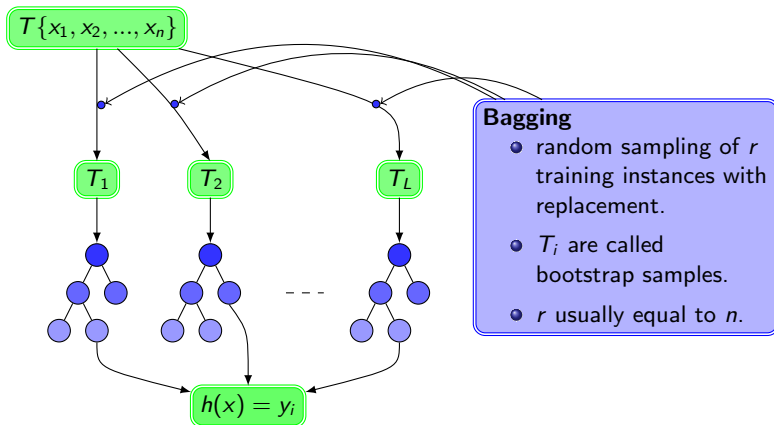 T{x₁, x₂, ..., xₙ}
Bagging
random sampling of r
training instances with
replacement.
Tᵢ are called
bootstrap samples.
r usually equal to n.
T₁
T₂
T_L
h(x) = yᵢ